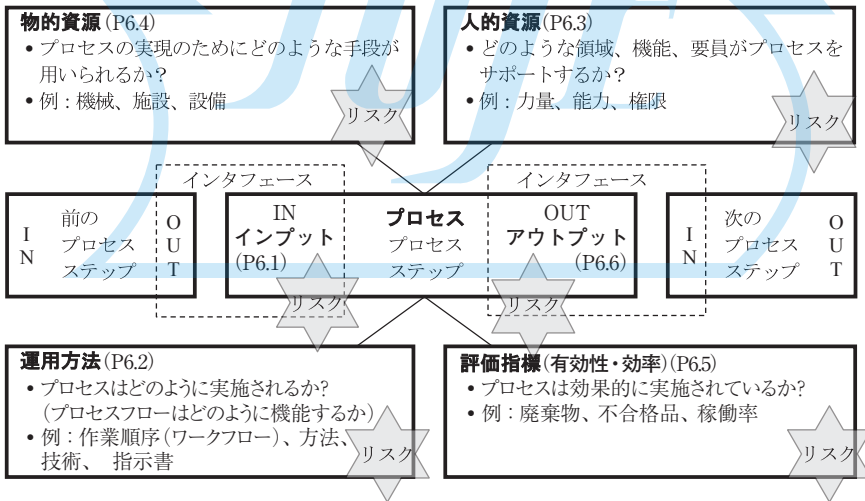 物的資源(P6.4)
• プロセスの実現のためにどのような手段が
用いられるか?
• 例：機械、施設、設備
リスク
人的資源(P6.3)
• どのような領域、機能、要員がプロセスを
サポートするか?
• 例：力量、能力、権限
リスク
インタフェース
インタフェース
IN
前の
プロセス
ステップ
OUT
IN
インプット
(P6.1)
プロセス
プロセス
ステップ
OUT
アウトプット
(P6.6)
IN
次の
プロセス
ステップ
OUT
リスク
リスク
運用方法(P6.2)
• プロセスはどのように実施されるか?
(プロセスフローはどのように機能するか)
• 例：作業順序(ワークフロー)、方法、
技術、 指示書
リスク
評価指標(有効性・効率)(P6.5)
• プロセスは効果的に実施されているか?
• 例：廃棄物、不合格品、稼働率
リスク